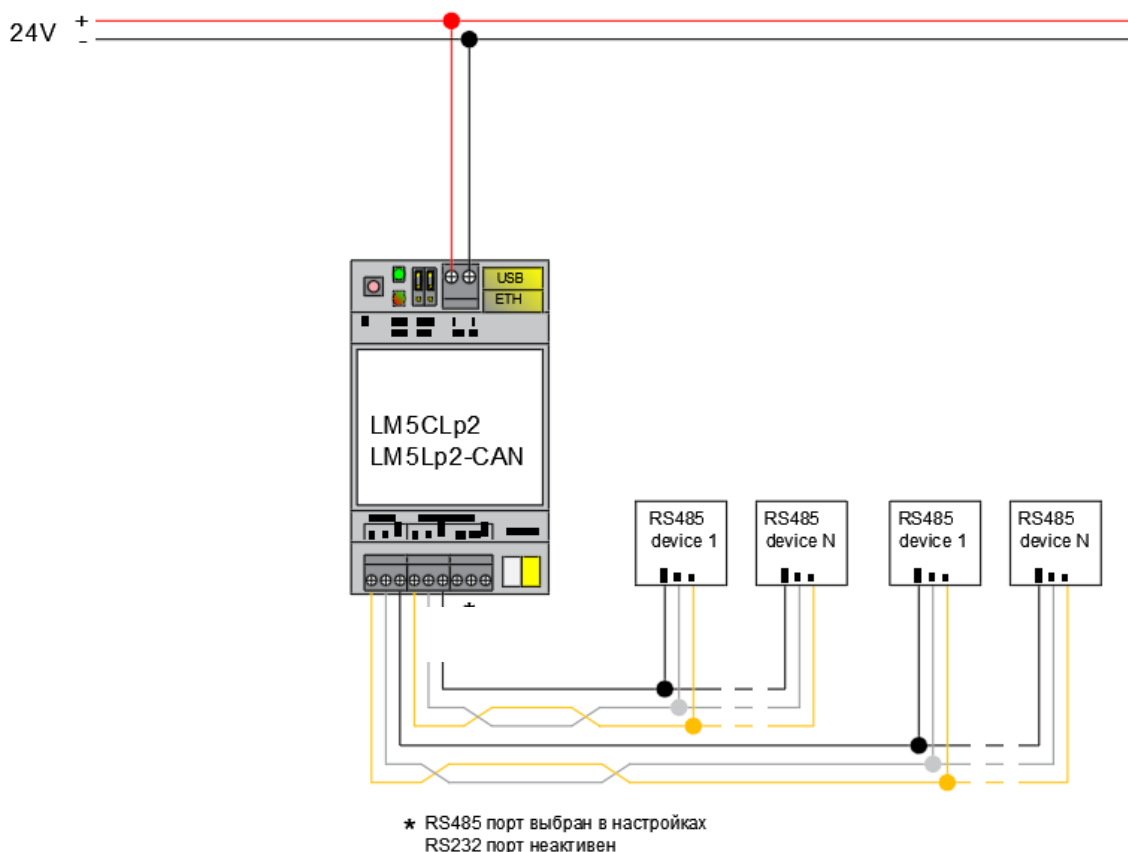 24V
+
-
USB
ETH
LM5CLp2
LM5Lp2-CAN
RS485
device 1
RS485
device N
RS485
device 1
RS485
device N
*
* RS485 порт выбран в настройках
RS232 порт неактивен